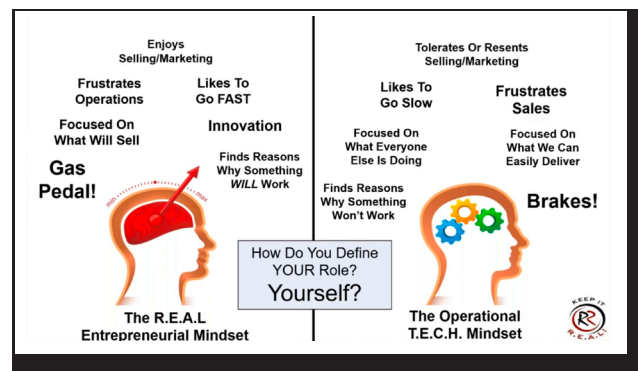 Enjoys
Selling/Marketing
Frustrates
Operations
Likes To
Go FAST
Focused On
What Will Sell
Innovation
Gas
Pedal!
Finds Reasons
Why Something
WILL Work
min
max
The R.E.A.L
Entrepreneurial Mindset
How Do You Define
YOUR Role?
Yourself?
Tolerates Or Resents
Selling/Marketing
Likes To
Go Slow
Frustrates
Sales
Focused On
What Everyone
Else Is Doing
Focused On
What We Can
Easily Deliver
Finds Reasons
Why Something
Won't Work
Brakes!
The Operational
T.E.C.H. Mindset
KEEP IT
RR
R.E.A.L!